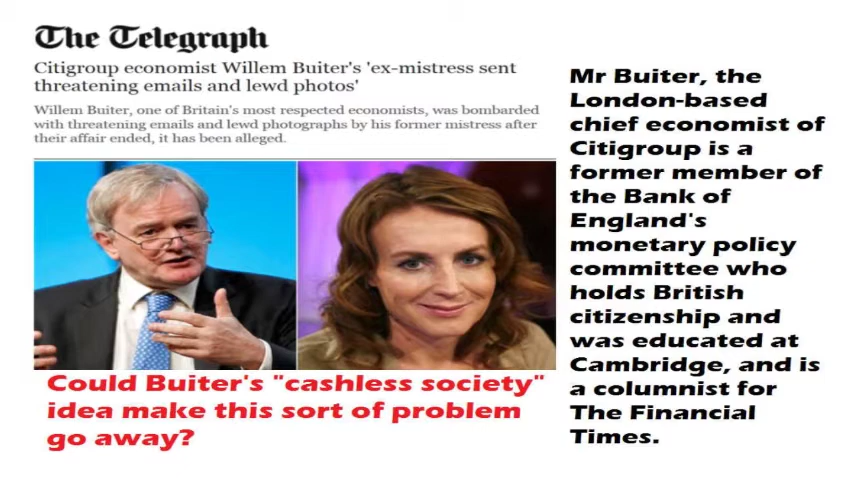 The Telegraph
Citigroup economist Willem Buiter's 'ex-mistress sent
threatening emails and lewd photos'
Willem Buiter, one of Britain's most respected economists, was bombarded
with threatening emails and lewd photographs by his former mistress after
their affair ended, it has been alleged.
Could Buiter's "cashless society"
idea make this sort of problem
go away?
Mr Buiter, the
London-based
chief economist of
Citigroup is a
former member of
the Bank of
England's
monetary policy
committee who
holds British
citizenship and
was educated at
Cambridge, and is
a columnist for
The Financial
Times.